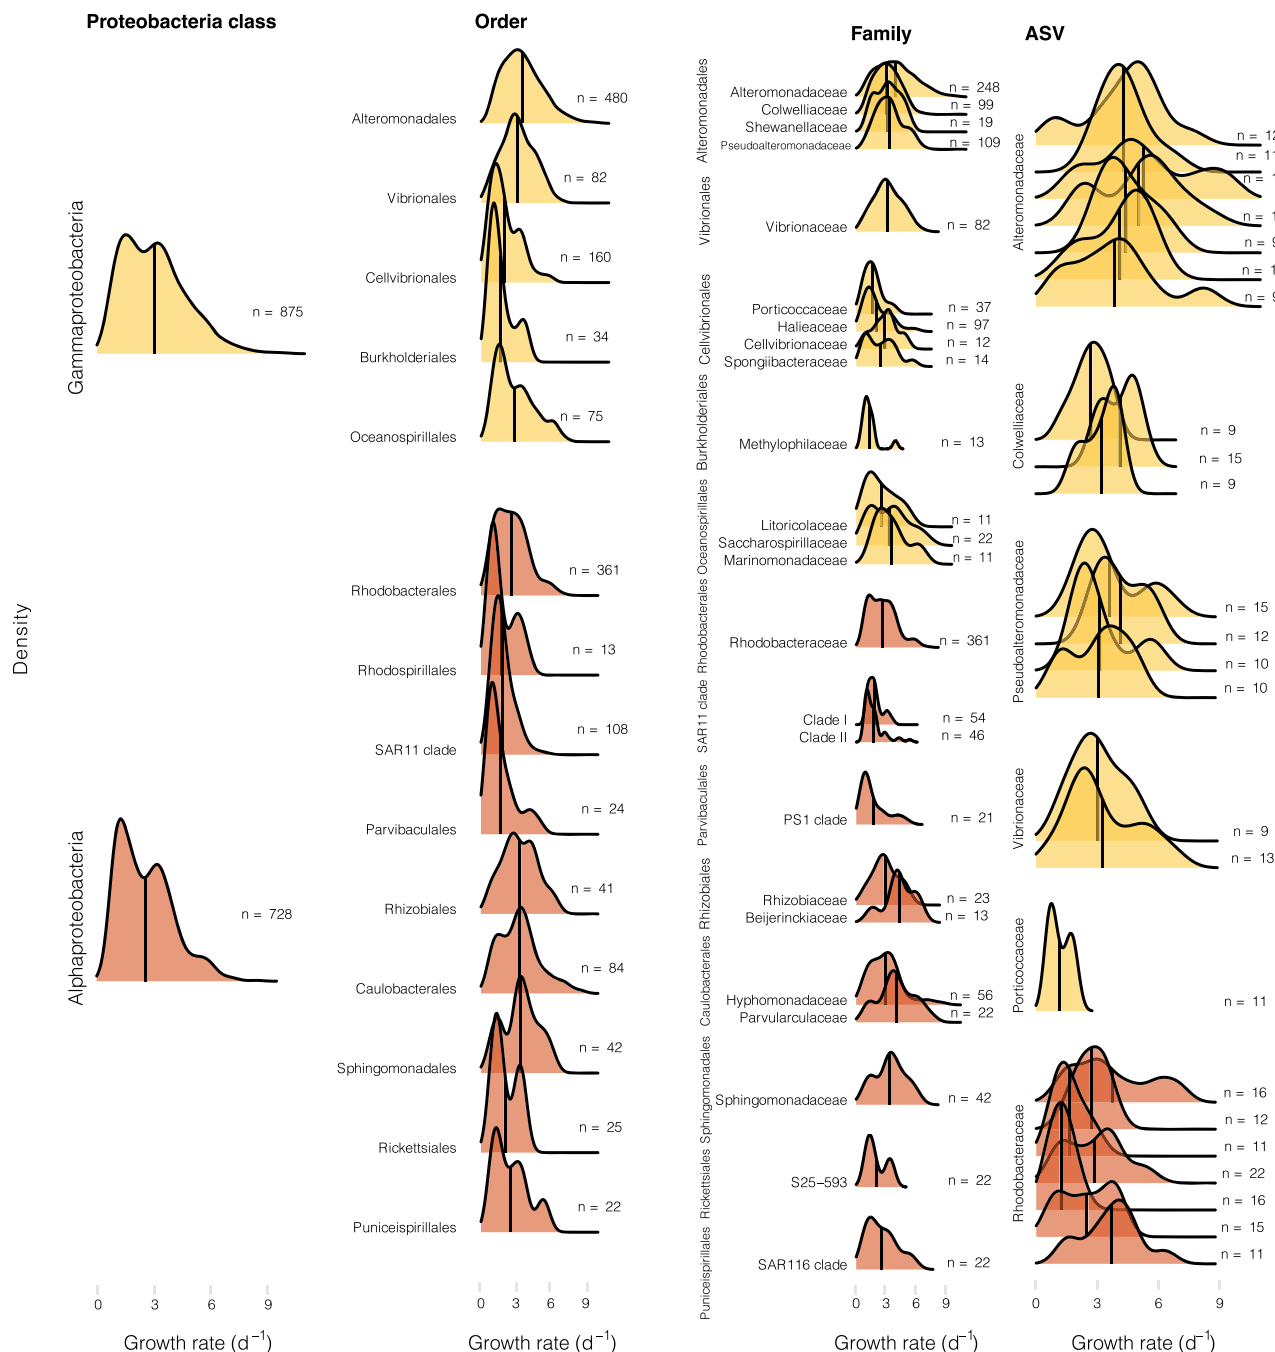 Proteobacteria class
Order
Family
ASV
Density
Gammaproteobacteria
n = 875
Alphaproteobacteria
n = 728
0 3 6 9
Growth rate (d−1)
Alteromonadales
n = 480
Vibrionales
n = 82
Cellvibrionales
n = 160
Burkholderiales
n = 34
Oceanospirillales
n = 75
Rhodobacterales
n = 361
Rhodospirillales
n = 13
SAR11 clade
n = 108
Parvibaculales
n = 24
Rhizobiales
n = 41
Caulobacterales
n = 84
Sphingomonadales
n = 42
Rickettsiales
n = 25
Puniceispirillales
n = 22
0 3 6 9
Growth rate (d−1)
Alteromonadales
Alteromonadaceae
n = 248
Colwelliaceae
n = 99
Shewanellaceae
n = 19
Pseudoalteromonadaceae
n = 109
Vibrionales
Vibrionaceae
n = 82
Cellvibrionales
Porticoccaceae
n = 37
Halieaceae
n = 97
Cellvibrionaceae
n = 12
Spongiibacteraceae
n = 14
Burkholderiales
Methylophilaceae
n = 13
Oceanospirillales
Litoricolaceae
n = 11
Saccharospirillaceae
n = 22
Marinomonadaceae
n = 11
Rhodobacterales
Rhodobacteraceae
n = 361
SAR11 clade
Clade I
n = 54
Clade II
n = 46
Parvibaculales
PS1 clade
n = 21
Rhizobiales
Rhizobiaceae
n = 23
Beijerinckiaceae
n = 13
Caulobacterales
Hyphomonadaceae
n = 56
Parvularculaceae
n = 22
Sphingomonadales
Sphingomonadaceae
n = 42
Rickettsiales
S25−593
n = 22
Puniceispirillales
SAR116 clade
n = 22
0 3 6 9
Growth rate (d−1)
Alteromonadaceae
n = 12
n = 11
n = 1
n = 1
n = 9
n = 1
n = 9
Colwelliaceae
n = 9
n = 15
n = 9
Pseudoalteromonadaceae
n = 15
n = 12
n = 10
n = 10
Vibrionaceae
n = 9
n = 13
Porticoccaceae
n = 11
Rhodobacteraceae
n = 16
n = 12
n = 11
n = 22
n = 16
n = 15
n = 11
0 3 6 9
Growth rate (d−1)